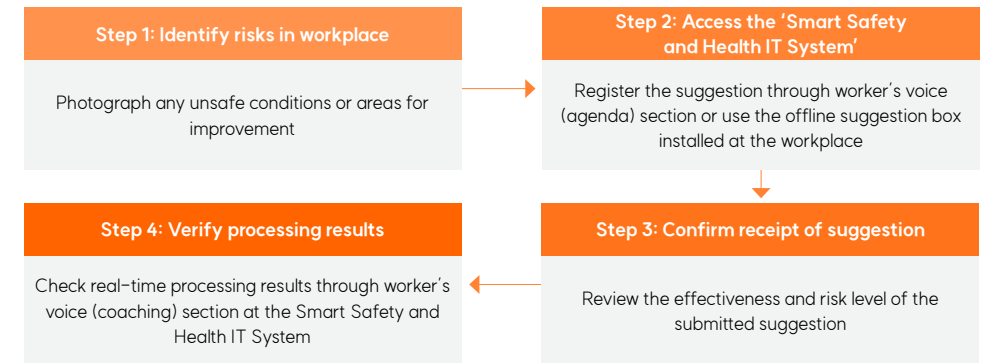 Step 1: Identify risks in workplace
Photograph any unsafe conditions or areas for
improvement
Step 2: Access the ‘Smart Safety
and Health IT System’
Register the suggestion through worker’s voice
(agenda) section or use the offline suggestion box
installed at the workplace
Step 3: Confirm receipt of suggestion
Review the effectiveness and risk level of the
submitted suggestion
Step 4: Verify processing results
Check real-time processing results through worker’s
voice (coaching) section at the Smart Safety and
Health IT System